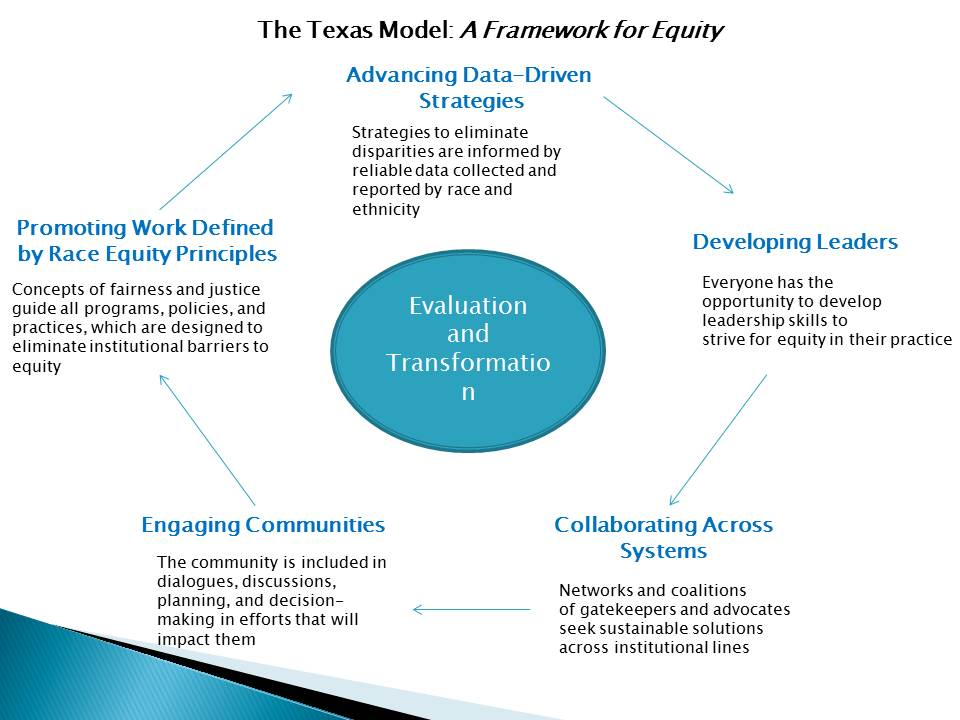 The Texas Model: A Framework for Equity
Advancing Data-Driven
Strategies
Strategies to eliminate
disparities are informed by
reliable data collected and
reported by race and
ethnicity
Developing Leaders
Everyone has the
opportunity to develop
leadership skills to
strive for equity in their practice
Collaborating Across
Systems
Networks and coalitions
of gatekeepers and advocates
seek sustainable solutions
across institutional lines
Engaging Communities
The community is included in
dialogues, discussions,
planning, and decision-
making in efforts that will
impact them
Promoting Work Defined
by Race Equity Principles
Concepts of fairness and justice
guide all programs, policies, and
practices, which are designed to
eliminate institutional barriers to
equity
Evaluation
and
Transformatio
n